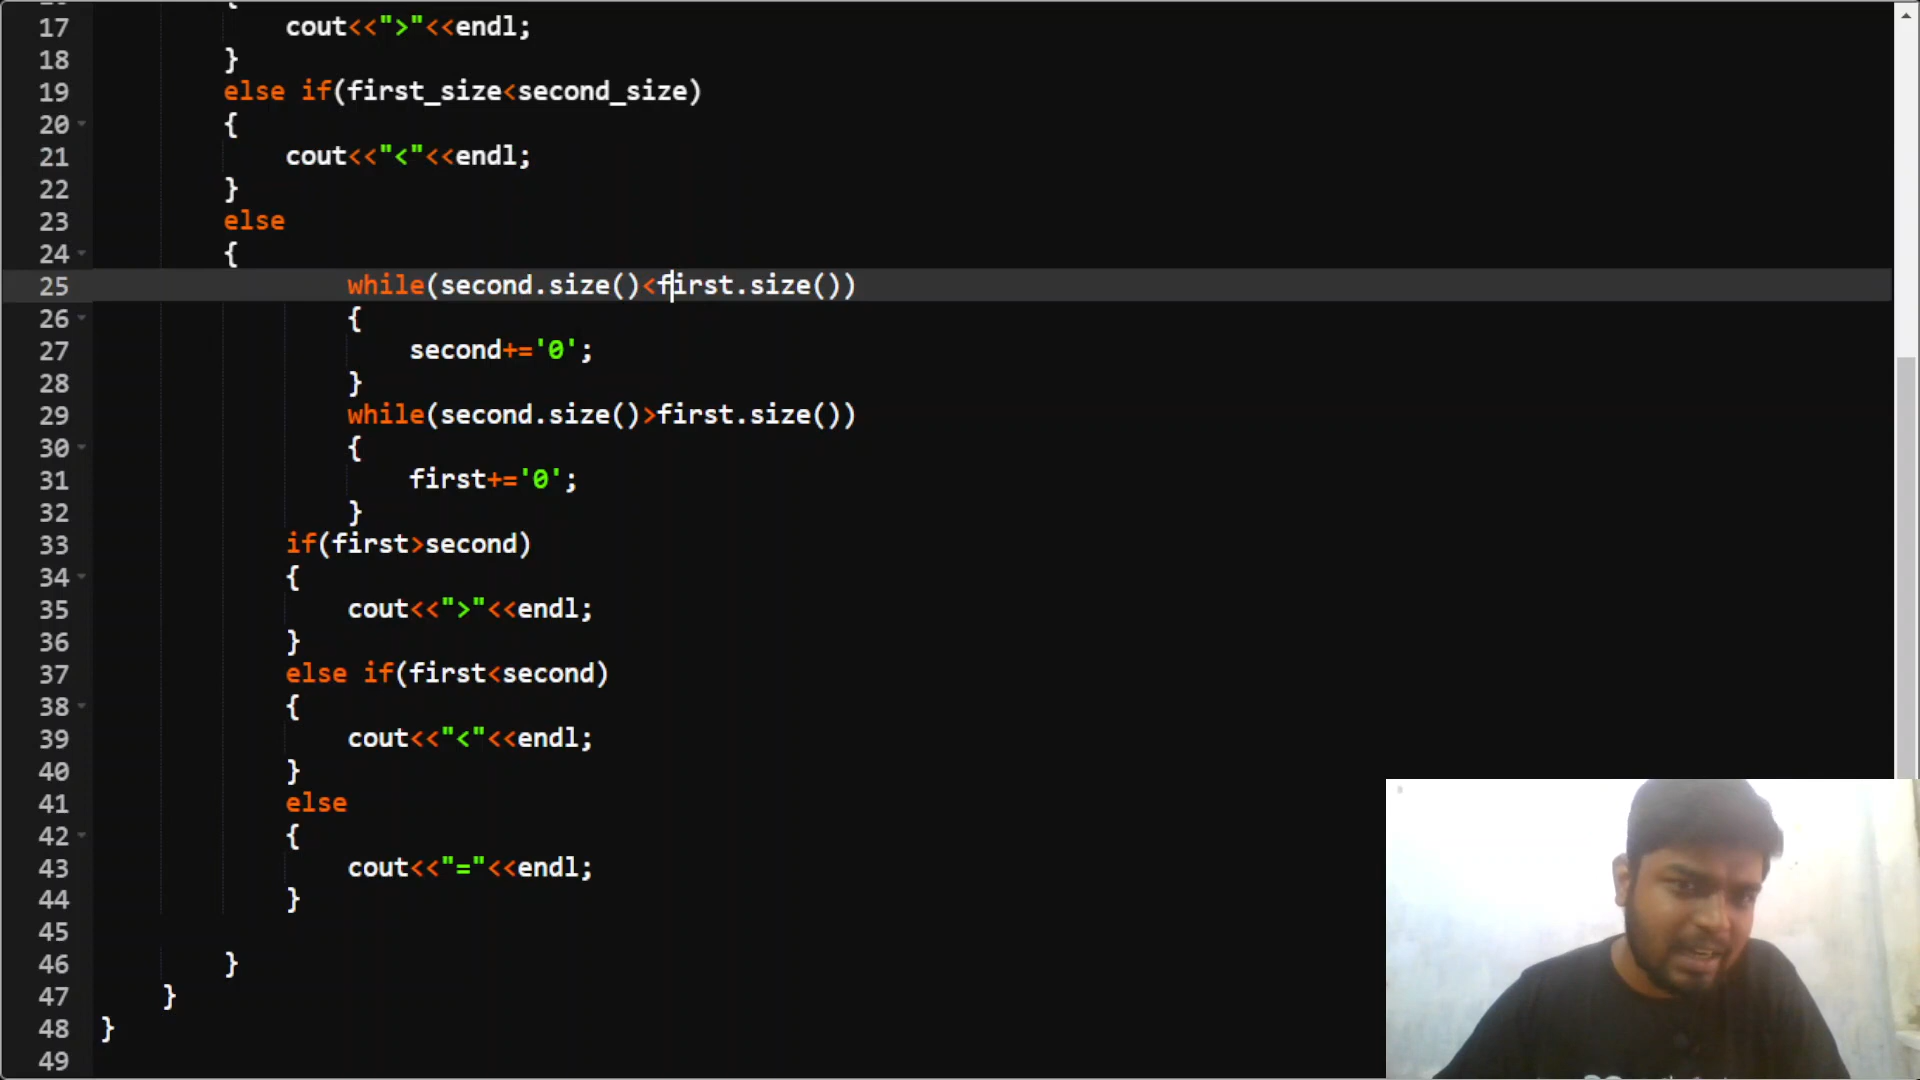 17 cout<<">"<<endl;
18 }
19 else if(first_size<second_size)
20 {
21 cout<<"<"<<endl;
22 }
23 else
24 {
25 while(second.size()<first.size())
26 {
27 second+='0';
28 }
29 while(second.size()>first.size())
30 {
31 first+='0';
32 }
33 if(first>second)
34 {
35 cout<<">"<<endl;
36 }
37 else if(first<second)
38 {
39 cout<<"<"<<endl;
40 }
41 else
42 {
43 cout<<"="<<endl;
44 }
45
46 }
47 }
48 }
49